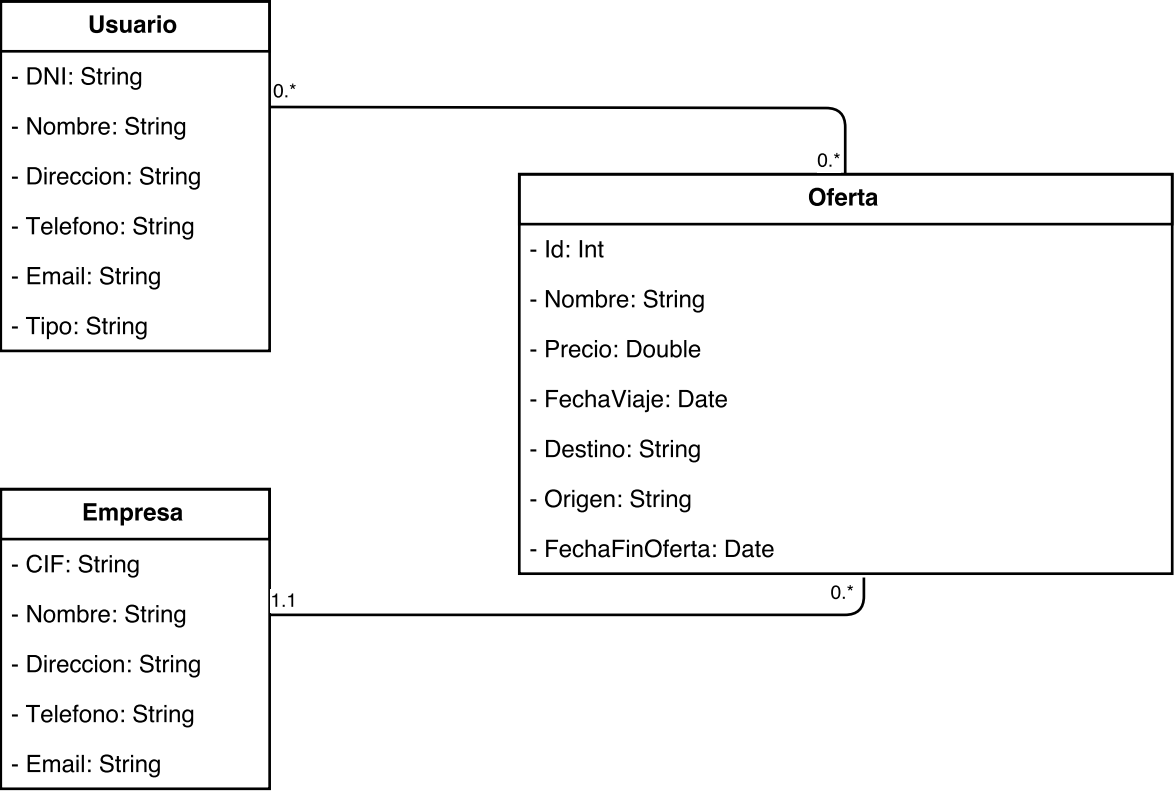 Usuario
- DNI: String
- Nombre: String
- Direccion: String
- Telefono: String
- Email: String
- Tipo: String
0.*
0.*
Oferta
- Id: Int
- Nombre: String
- Precio: Double
- FechaViaje: Date
- Destino: String
- Origen: String
- FechaFinOferta: Date
Empresa
- CIF: String
- Nombre: String
- Direccion: String
- Telefono: String
- Email: String
1.1
0.*